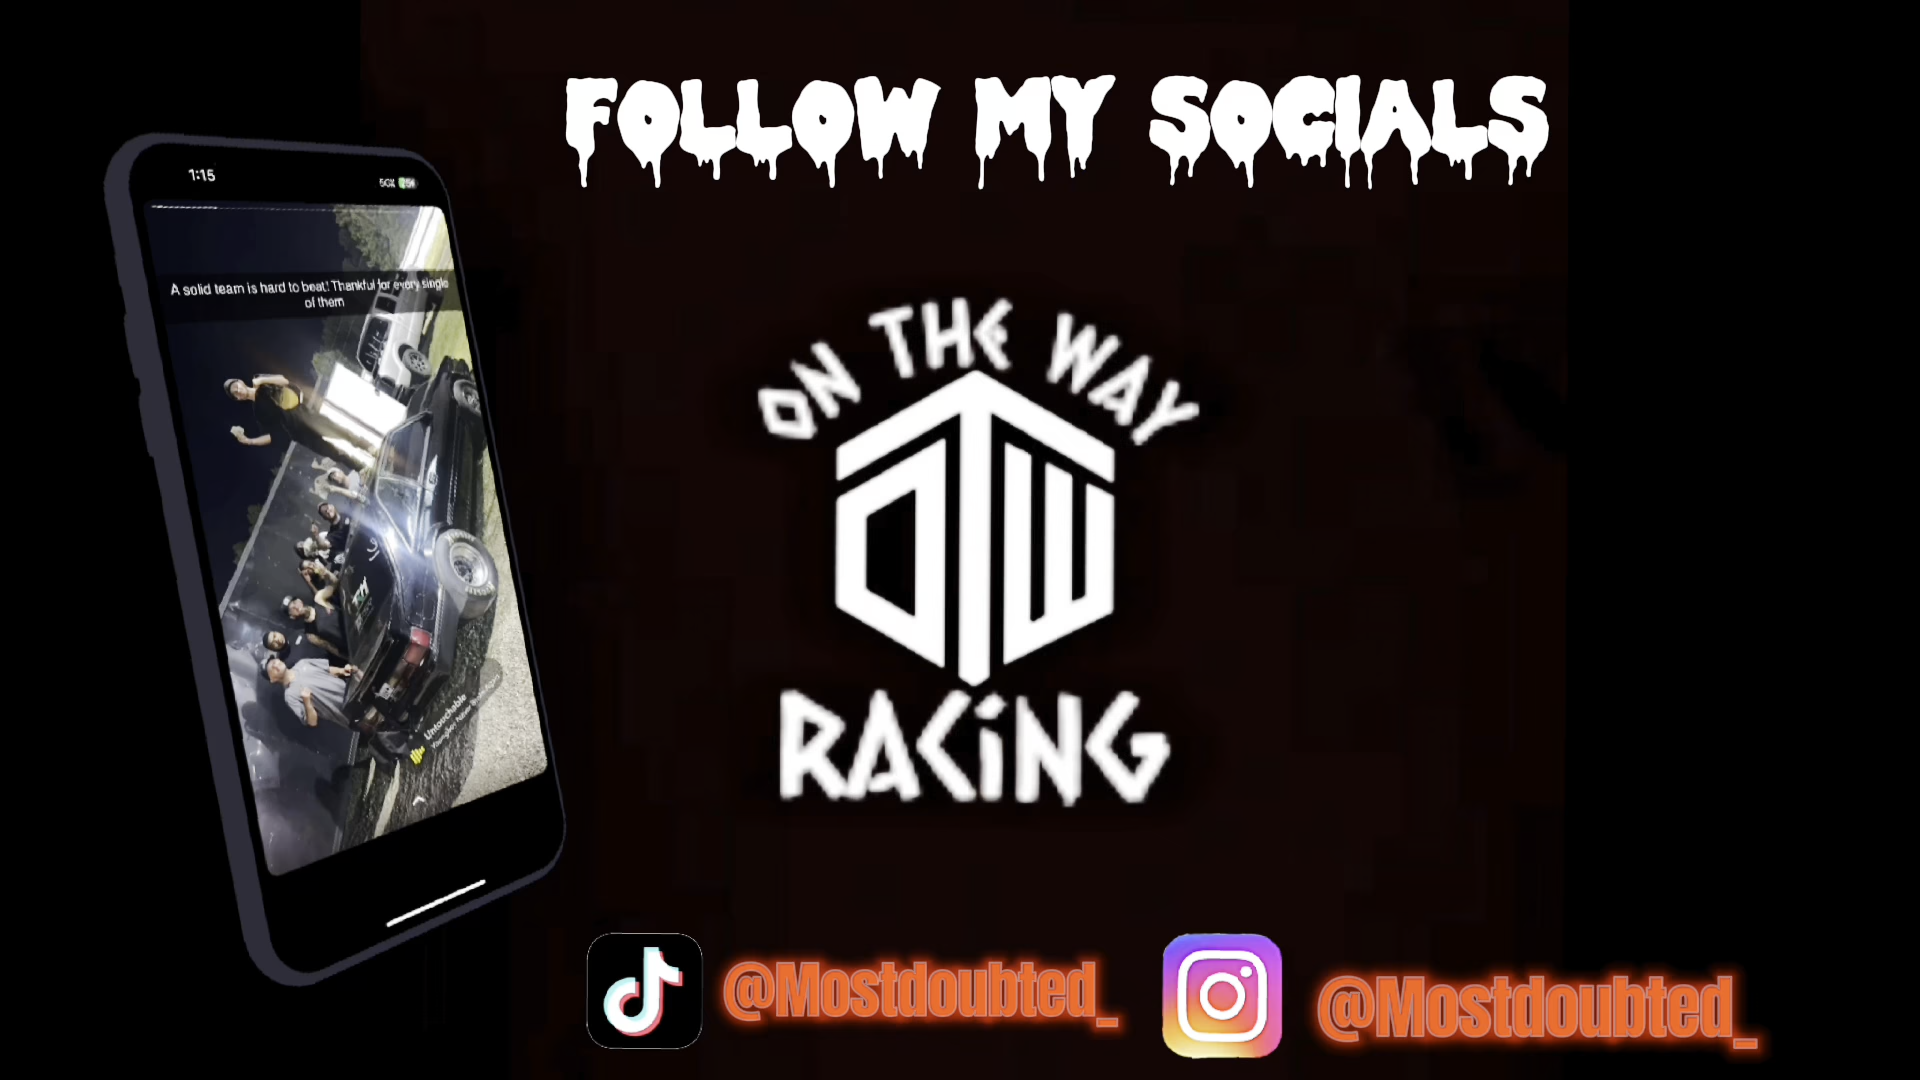 FOLLOW MY SOCIALS
1:15
A solid team is hard to beat! Thankful for every single
of them
Untouchable
ON THE WAY
OTW
RACiNG
@Mostdoubted_
@Mostdoubted_